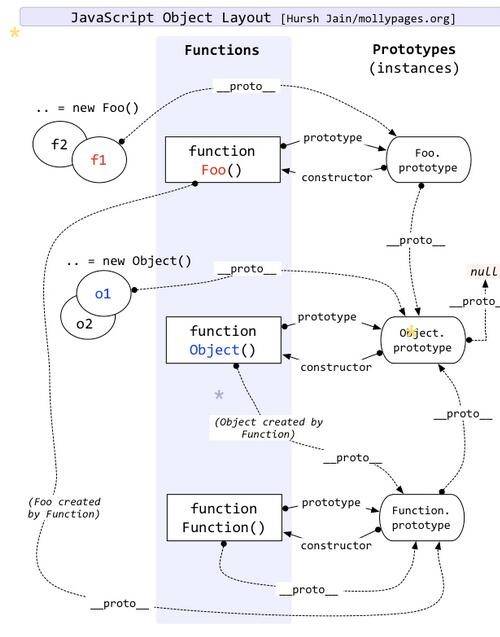 JavaScript Object Layout [Hursh Jain/mollypages.org]
Functions
Prototypes
(instances)
__proto__
.. = new Foo()
f2
f1
function
Foo()
prototype
constructor
Foo.
prototype
__proto__
.. = new Object()
o1
o2
__proto__
null
__proto__
function
Object()
prototype
constructor
Object.
prototype
(Object created by
Function)
__proto__
__proto__
(Foo created
by Function)
function
Function()
prototype
constructor
Function.
prototype
__proto__
__proto__